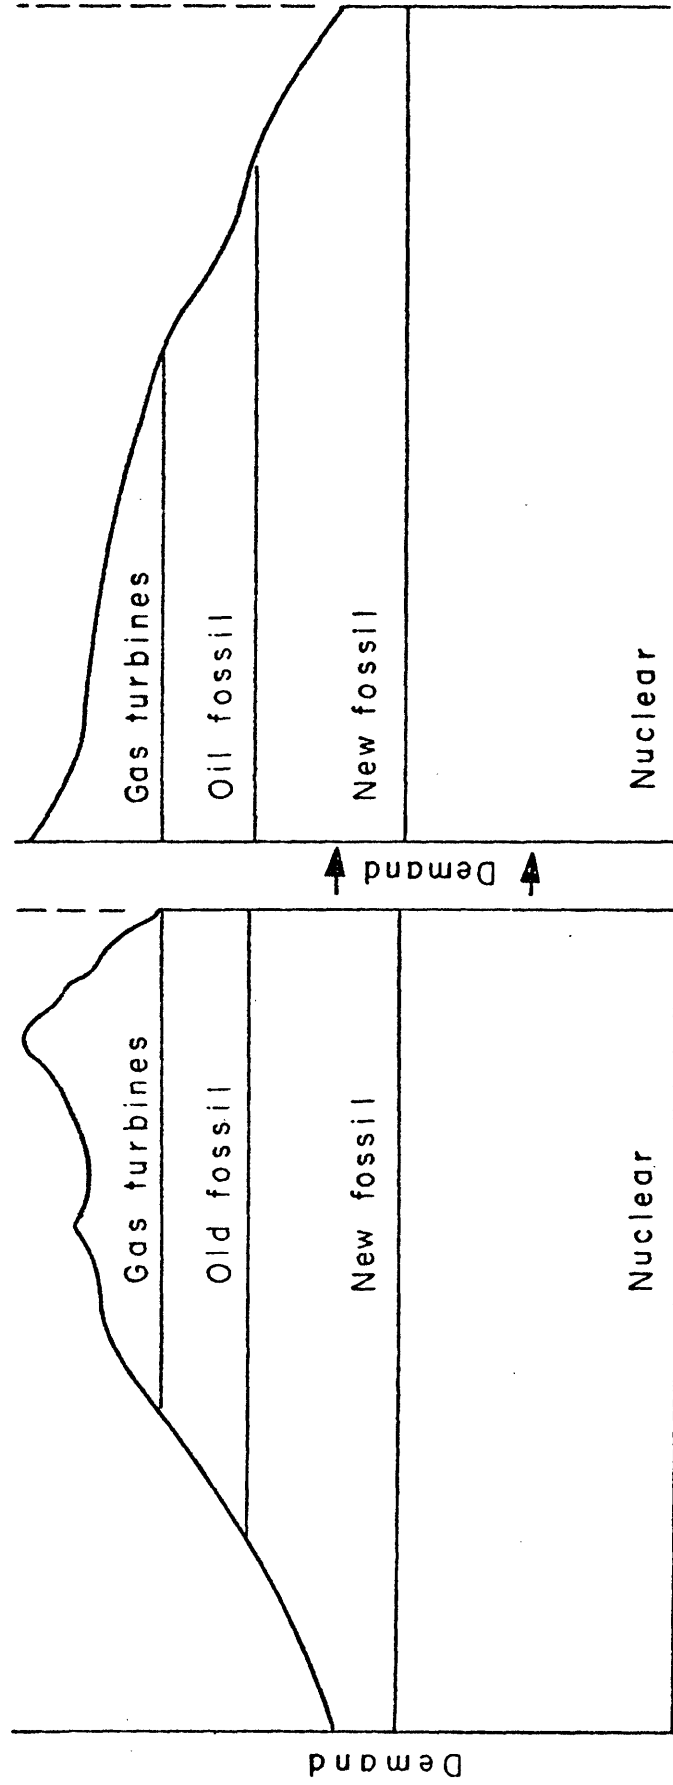 Demand
Gas turbines
Old fossil
New fossil
Nuclear
Demand
Gas turbines
Oil fossil
New fossil
Nuclear